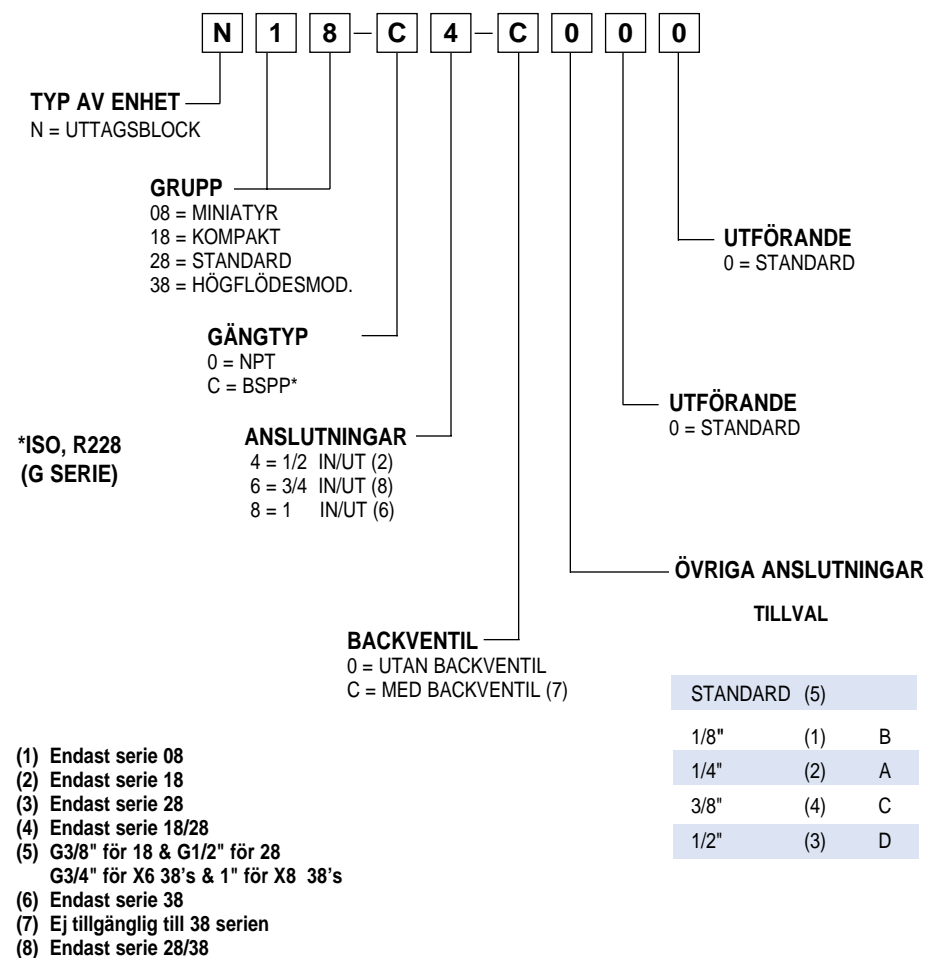 N 1 8 – C 4 – C 0 0 0
TYP AV ENHET
N = UTTAGSBLOCK
GRUPP
08 = MINIATYR
18 = KOMPAKT
28 = STANDARD
38 = HÖGFLÖDESMOD.
UTFÖRANDE
0 = STANDARD
GÄNGTYP
0 = NPT
C = BSPP*
UTFÖRANDE
0 = STANDARD
*ISO, R228
(G SERIE)
ANSLUTNINGAR
4 = 1/2 IN/UT (2)
6 = 3/4 IN/UT (8)
8 = 1 IN/UT (6)
ÖVRIGA ANSLUTNINGAR
TILLVAL
BACKVENTIL
0 = UTAN BACKVENTIL
C = MED BACKVENTIL (7)
STANDARD (5)
1/8" (1) B
1/4" (2) A
3/8" (4) C
1/2" (3) D
(1) Endast serie 08
(2) Endast serie 18
(3) Endast serie 28
(4) Endast serie 18/28
(5) G3/8" för 18 & G1/2" för 28
G3/4" för X6 38’s & 1" för X8 38’s
(6) Endast serie 38
(7) Ej tillgänglig till 38 serien
(8) Endast serie 28/38